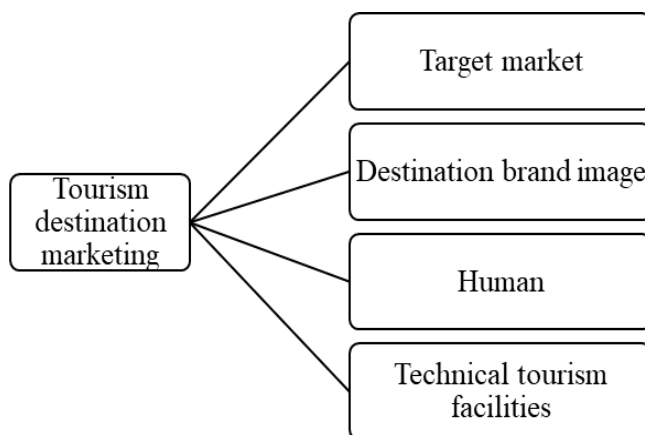 Target market
Destination brand image
Tourism
destination
marketing
Human
Technical tourism
facilities